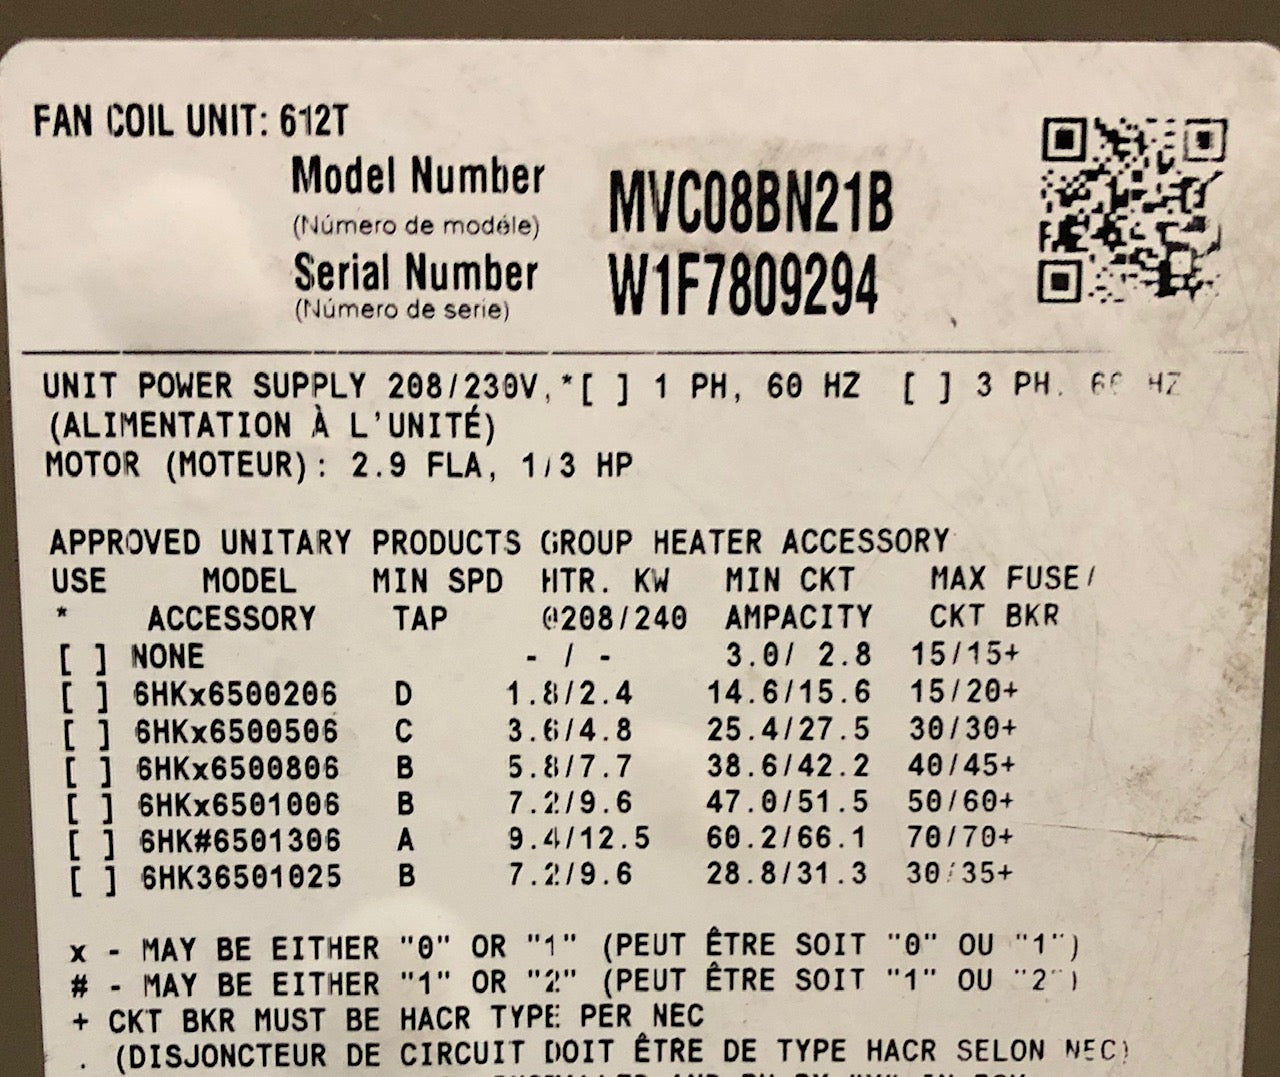 FAN COIL UNIT: 612T
Model Number MVC08BN21B
(Número de modéle)
Serial Number W1F7809294
(Número de serie)
UNIT POWER SUPPLY 208/230V, *[ ] 1 PH, 60 HZ [ ] 3 PH. 60 HZ
(ALIMENTATION À L'UNITÉ)
MOTOR (MOTEUR): 2.9 FLA, 1/3 HP
APPROVED UNITARY PRODUCTS GROUP HEATER ACCESSORY
USE MODEL MIN SPD HTR. KW MIN CKT MAX FUSE/
* ACCESSORY TAP @208/240 AMPACITY CKT BKR
[ ] NONE - / - 3.0/ 2.8 15/15+
[ ] 6HKx6500206 D 1.8/2.4 14.6/15.6 15/20+
[ ] 6HKx6500506 C 3.6/4.8 25.4/27.5 30/30+
[ ] 6HKx6500806 B 5.8/7.7 38.6/42.2 40/45+
[ ] 6HKx6501006 B 7.2/9.6 47.0/51.5 50/60+
[ ] 6HK#6501306 A 9.4/12.5 60.2/66.1 70/70+
[ ] 6HK36501025 B 7.2/9.6 28.8/31.3 30/35+
x - MAY BE EITHER "0" OR "1" (PEUT ÊTRE SOIT "0" OU "1")
# - MAY BE EITHER "1" OR "2" (PEUT ÊTRE SOIT "1" OU "2")
+ CKT BKR MUST BE HACR TYPE PER NEC
. (DISJONCTEUR DE CIRCUIT DOIT ÊTRE DE TYPE HACR SELON NEC)